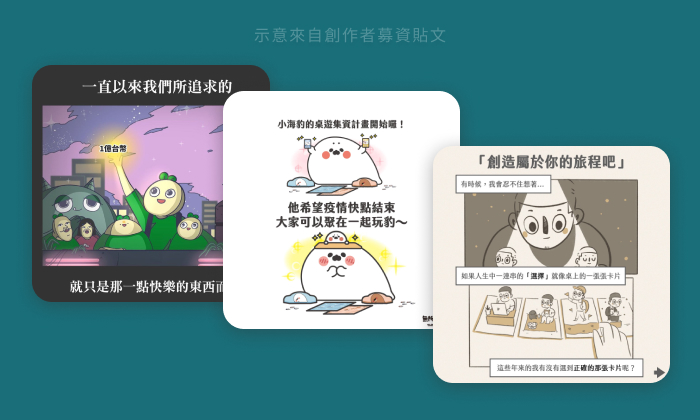 示意來自創作者募資貼文
一直以來我們所追求的
1億台幣
就只是那一點快樂的東西而
小海豹的桌遊集資計畫開始囉！
他希望疫情快點結束
大家可以聚在一起玩豹～
「創造屬於你的旅程吧」
有時候，我會忍不住想著...
如果人生中一連串的「選擇」就像桌上的一張張卡片
這些年來的我有沒有選到正確的那張卡片呢？